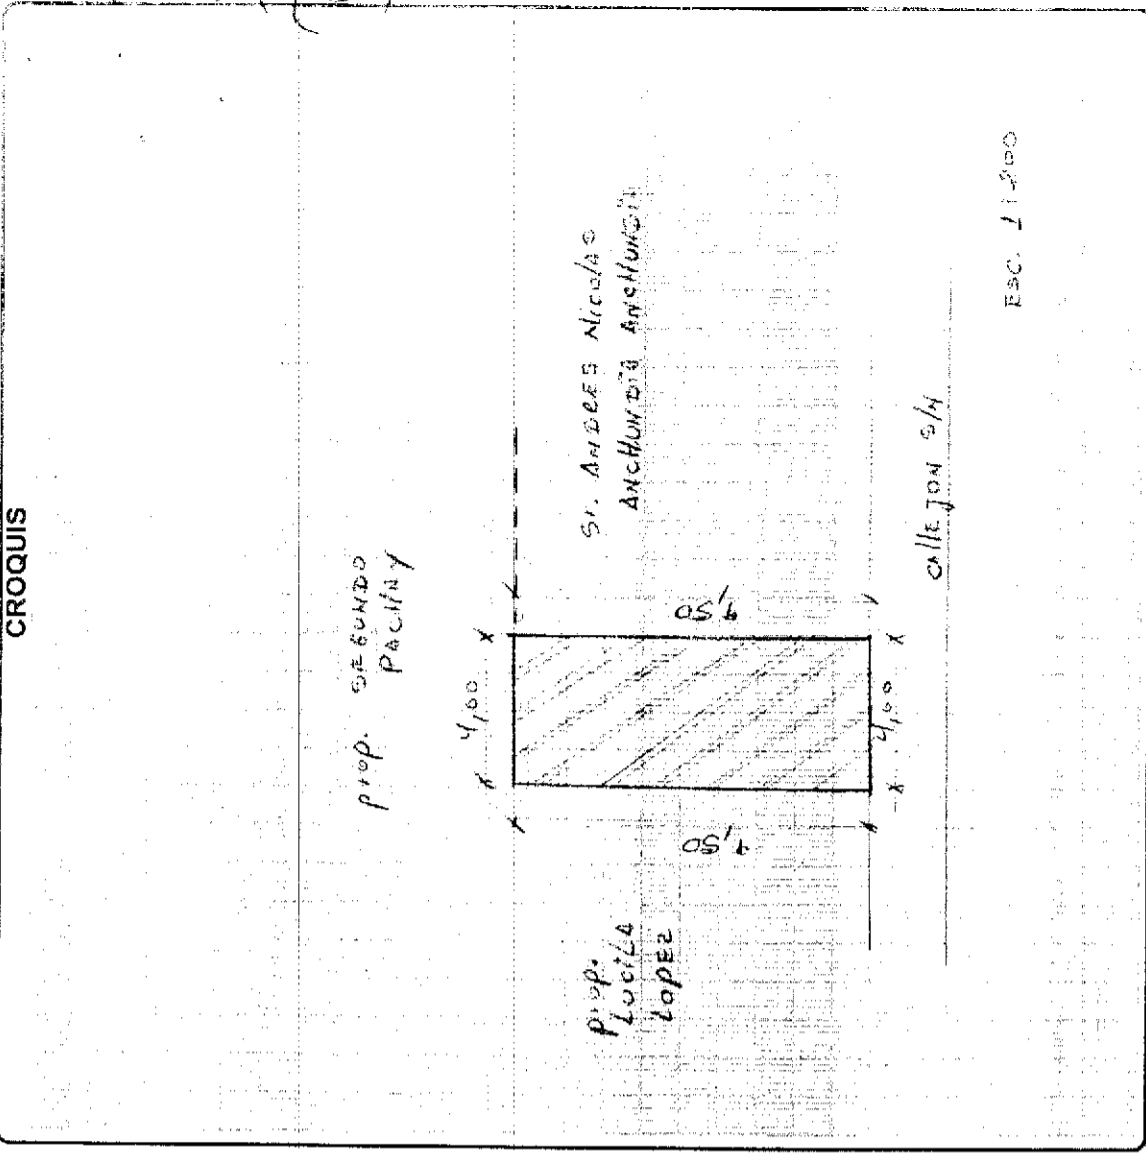 CROQUIS
prop. SEGUNDO
PACHAY
4,00
9,50
9,50
4,00
Prop.
LUCILA
LOPEZ
Sr. ANDRES NICOLAS
ANCHUNDIA ANCHUNDIA
CALLEJON S/N
ESC. 1:200